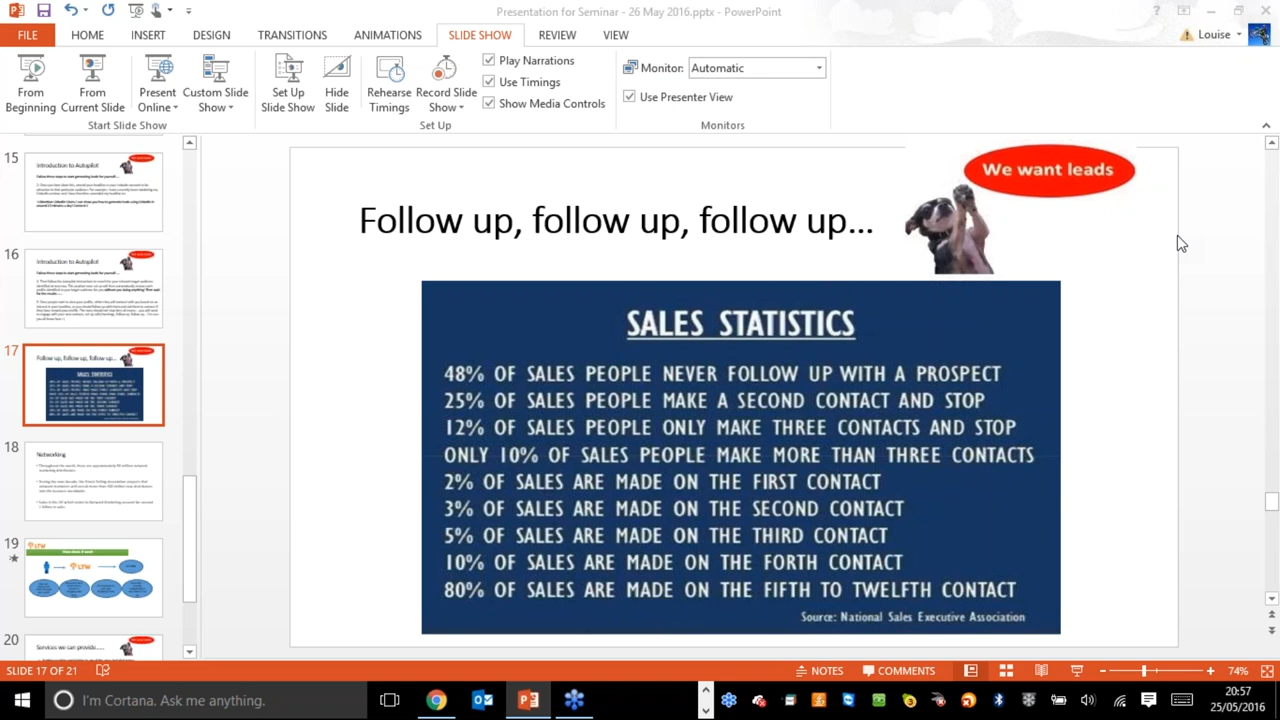 Presentation for Seminar - 26 May 2016.pptx - PowerPoint
FILE HOME INSERT DESIGN TRANSITIONS ANIMATIONS SLIDE SHOW REVIEW VIEW Louise
From Beginning
From Current Slide
Present Online
Custom Slide Show
Set Up Slide Show
Hide Slide
Rehearse Timings
Record Slide Show
Play Narrations
Use Timings
Show Media Controls
Monitor: Automatic
Use Presenter View
Start Slide Show Set Up Monitors
15
Introduction to Autopilot
16
Introduction to Autopilot
17
Follow up, follow up, follow up...
SALES STATISTICS
18
Networking
19
LTW
20
Services we can provide.....
We want leads
Follow up, follow up, follow up...
SALES STATISTICS
48% OF SALES PEOPLE NEVER FOLLOW UP WITH A PROSPECT
25% OF SALES PEOPLE MAKE A SECOND CONTACT AND STOP
12% OF SALES PEOPLE ONLY MAKE THREE CONTACTS AND STOP
ONLY 10% OF SALES PEOPLE MAKE MORE THAN THREE CONTACTS
2% OF SALES ARE MADE ON THE FIRST CONTACT
3% OF SALES ARE MADE ON THE SECOND CONTACT
5% OF SALES ARE MADE ON THE THIRD CONTACT
10% OF SALES ARE MADE ON THE FORTH CONTACT
80% OF SALES ARE MADE ON THE FIFTH TO TWELFTH CONTACT
Source: National Sales Executive Association
SLIDE 17 OF 21 NOTES COMMENTS 74%
I'm Cortana. Ask me anything.
20:57
25/05/2016